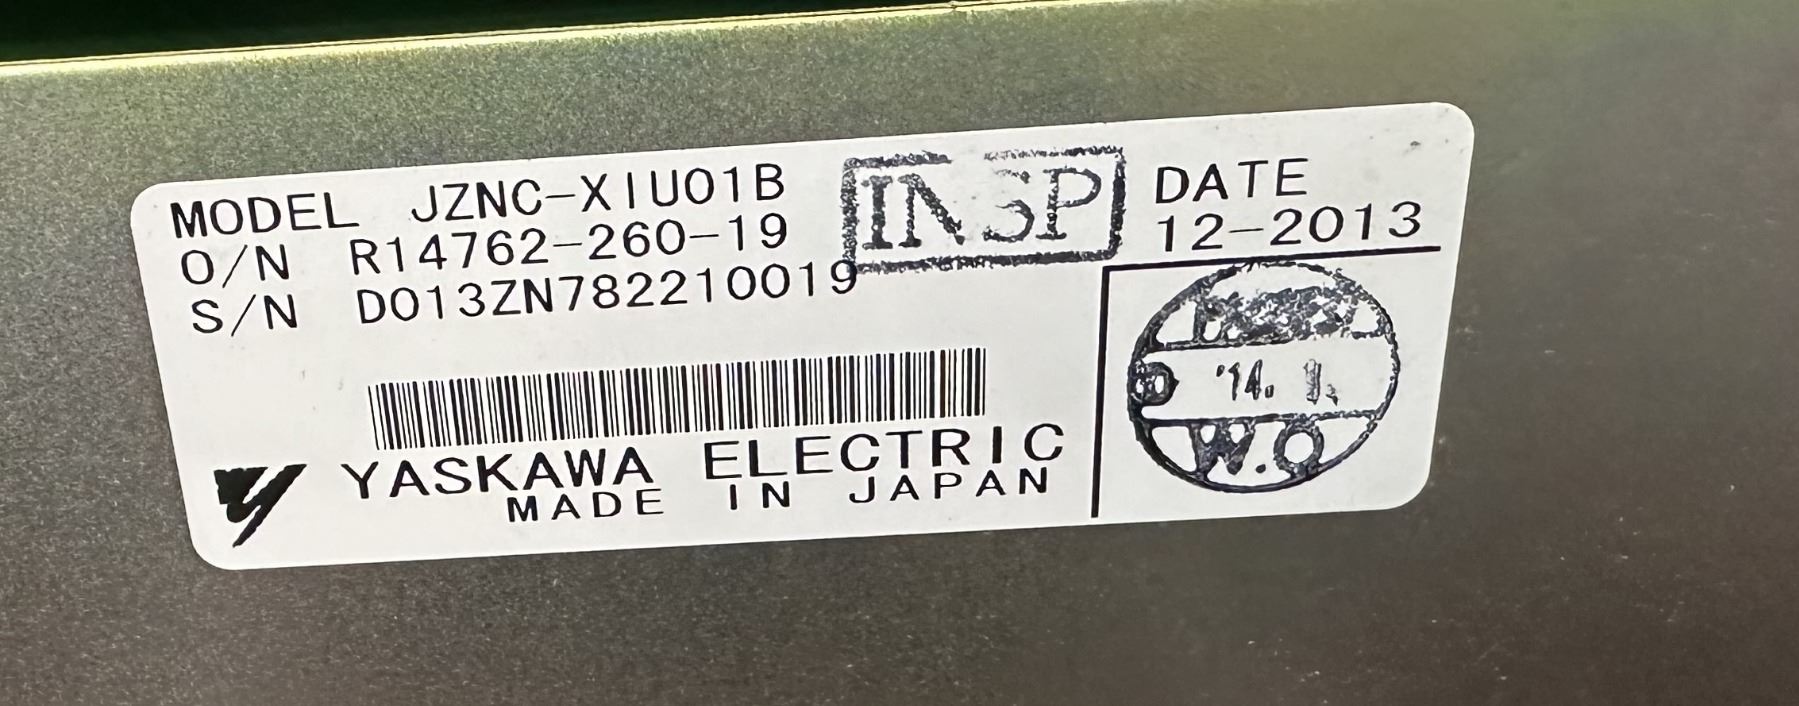 MODEL JZNC-XIU01B
O/N R14762-260-19
S/N D013ZN782210019
INSP
DATE
12-2013
'14. 1.
W.O
YASKAWA ELECTRIC
MADE IN JAPAN